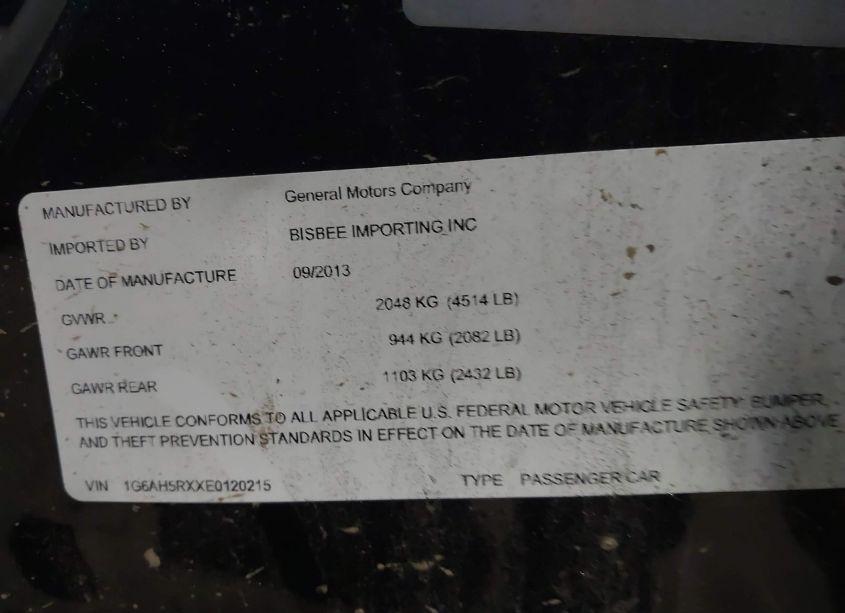 MANUFACTURED BY General Motors Company
IMPORTED BY BISBEE IMPORTING INC
DATE OF MANUFACTURE 09/2013
GVWR 2048 KG (4514 LB)
GAWR FRONT 944 KG (2082 LB)
GAWR REAR 1103 KG (2432 LB)
THIS VEHICLE CONFORMS TO ALL APPLICABLE U.S. FEDERAL MOTOR VEHICLE SAFETY, BUMPER,
AND THEFT PREVENTION STANDARDS IN EFFECT ON THE DATE OF MANUFACTURE SHOWN ABOVE
VIN 1G6AH5RXXE0120215 TYPE PASSENGER CAR